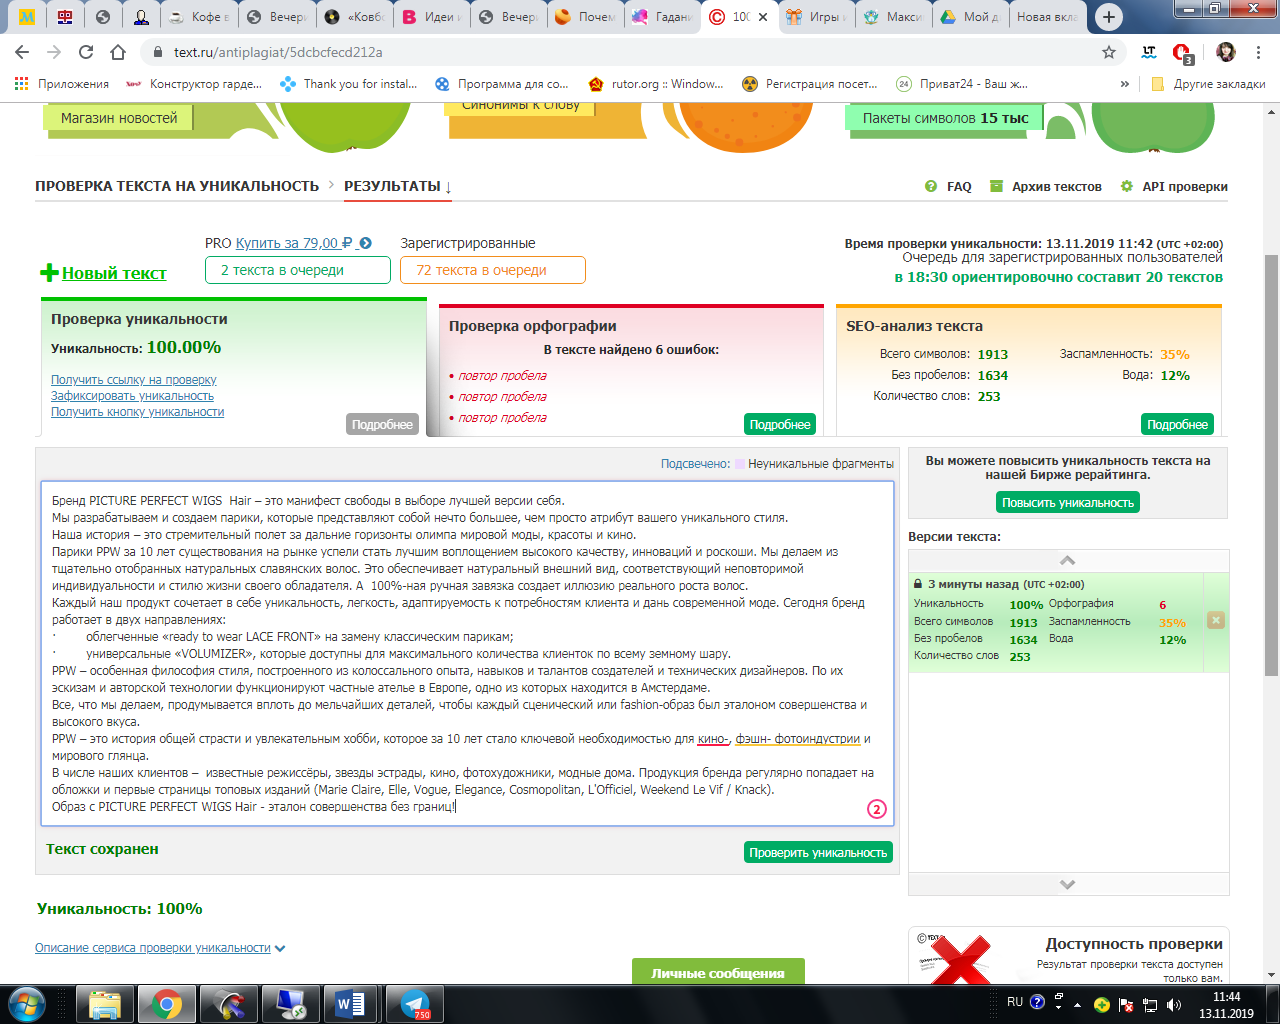 Кофе в
Вечери
«Ковбо
Идеи и
Вечери
Почем
Гадани
100
Игры и
Макси
Мой д
Новая вкла
text.ru/antiplagiat/5dcbcfecd212a
3
Приложения
Конструктор гарде...
Thank you for instal...
Программа для со...
rutor.org :: Window...
Регистрация посет...
Приват24 - Ваш ж...
»
Другие закладки
Магазин новостей
Синонимы к слову
Пакеты символов 15 тыс
ПРОВЕРКА ТЕКСТА НА УНИКАЛЬНОСТЬ
РЕЗУЛЬТАТЫ ↓
FAQ
Архив текстов
API проверки
PRO Купить за 79,00 ₽
Зарегистрированные
Новый текст
2 текста в очереди
72 текста в очереди
Время проверки уникальности: 13.11.2019 11:42 (UTC +02:00)
Очередь для зарегистрированных пользователей
в 18:30 ориентировочно составит 20 текстов
Проверка уникальности
Уникальность: 100.00%
Получить ссылку на проверку
Зафиксировать уникальность
Получить кнопку уникальности
Подробнее
Проверка орфографии
В тексте найдено 6 ошибок:
• повтор пробела
• повтор пробела
• повтор пробела
Подробнее
SEO-анализ текста
Всего символов: 1913
Заспамленность: 35%
Без пробелов: 1634
Вода: 12%
Количество слов: 253
Подробнее
Подсвечено: Неуникальные фрагменты
Бренд PICTURE PERFECT WIGS  Hair – это манифест свободы в выборе лучшей версии себя.
Мы разрабатываем и создаем парики, которые представляют собой нечто большее, чем просто атрибут вашего уникального стиля.
Наша история – это стремительный полет за дальние горизонты олимпа мировой моды, красоты и кино.
Парики PPW за 10 лет существования на рынке успели стать лучшим воплощением высокого качеству, инноваций и роскоши. Мы делаем из
тщательно отобранных натуральных славянских волос. Это обеспечивает натуральный внешний вид, соответствующий неповторимой
индивидуальности и стилю жизни своего обладателя. А  100%-ная ручная завязка создает иллюзию реального роста волос.
Каждый наш продукт сочетает в себе уникальность, легкость, адаптируемость к потребностям клиента и дань современной моде. Сегодня бренд
работает в двух направлениях:
· облегченные «ready to wear LACE FRONT» на замену классическим парикам;
· универсальные «VOLUMIZER», которые доступны для максимального количества клиенток по всему земному шару.
PPW – особенная философия стиля, построенного из колоссального опыта, навыков и талантов создателей и технических дизайнеров. По их
эскизам и авторской технологии функционируют частные ателье в Европе, одно из которых находится в Амстердаме.
Все, что мы делаем, продумывается вплоть до мельчайших деталей, чтобы каждый сценический или fashion-образ был эталоном совершенства и
высокого вкуса.
PPW – это история общей страсти и увлекательным хобби, которое за 10 лет стало ключевой необходимостью для кино-, фэшн- фотоиндустрии и
мирового глянца.
В числе наших клиентов –  известные режиссёры, звезды эстрады, кино, фотохудожники, модные дома. Продукция бренда регулярно попадает на
обложки и первые страницы топовых изданий (Marie Claire, Elle, Vogue, Elegance, Cosmopolitan, L'Officiel, Weekend Le Vif / Knack).
Образ с PICTURE PERFECT WIGS Hair - эталон совершенства без границ!
2
Текст сохранен
Проверить уникальность
Вы можете повысить уникальность текста на
нашей Бирже рерайтинга.
Повысить уникальность
Версии текста:
3 минуты назад (UTC +02:00)
Уникальность 100% Орфография 6
Всего символов 1913 Заспамленность 35%
Без пробелов 1634 Вода 12%
Количество слов 253
Уникальность: 100%
Описание сервиса проверки уникальности
Личные сообщения
Доступность проверки
Результат проверки текста доступен
только вам.
750
RU
11:44
13.11.2019